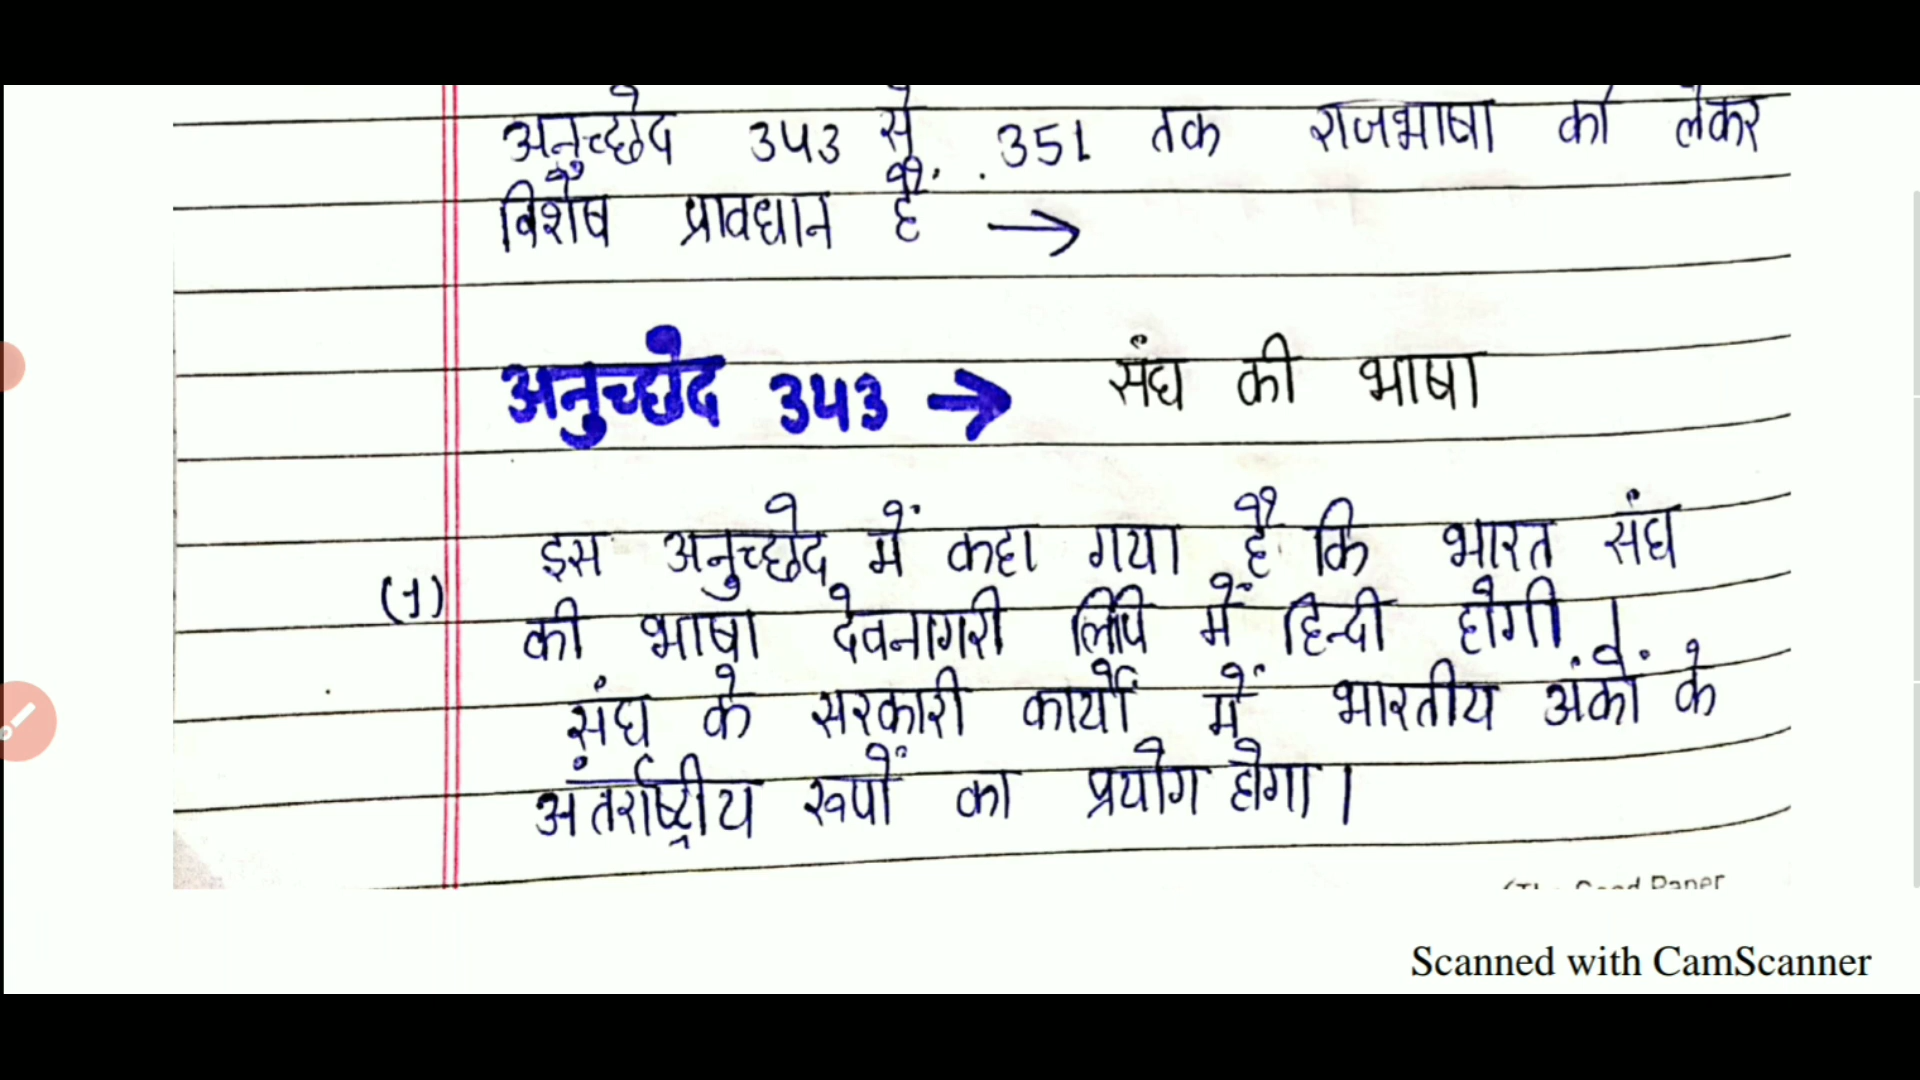 अनुच्छेद 343 से 351 तक राजभाषा को लेकर
विशेष प्रावधान हैं →
अनुच्छेद 343 → संघ की भाषा
इस अनुच्छेद में कहा गया है कि भारत संघ
(1) की भाषा देवनागरी लिपि में हिन्दी होगी।
संघ के सरकारी कार्यों में भारतीय अंकों के
अंतर्राष्ट्रीय रूपों का प्रयोग होगा।
Scanned with CamScanner